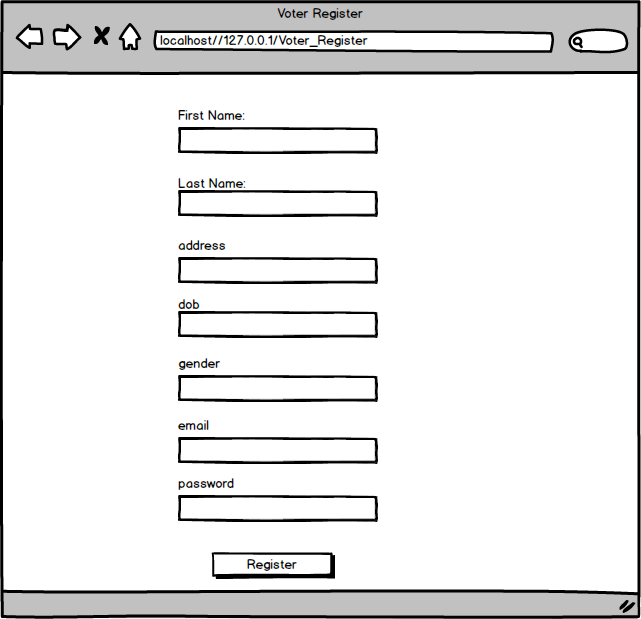 Voter Register
localhost//127.0.0.1/Voter_Register
First Name:
Last Name:
address
dob
gender
email
password
Register